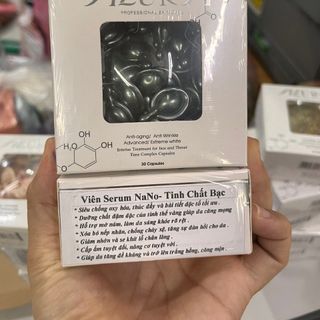 PROFESSIONAL
Anti-aging/ Anti Wrinkle
Advanced/ Extreme white
Intense Treatment for face and Throat
Time Complex Capsules
30 Capsules
OH
OH
Viên Serum NaNo- Tinh Chất Bạc
* Siêu chống oxy hóa, thúc đẩy và bài tiết độc tố tối ưu.
* Dưỡng chất đậm đặc của tinh thể vàng giúp da căng mọng
* Hỗ trợ mờ nám, làm da sáng khỏe rõ rệt.
* Xóa bỏ nếp nhăn, chống chảy xệ, tăng sự đàn hồi cho da.
* Giảm nhờn và se khít lỗ chân lông.
* Cấp ẩm tuyệt đối, nâng cơ tuyệt vời.
* Giúp da tăng đề kháng và trở lên trắng hồng, căng mịn.